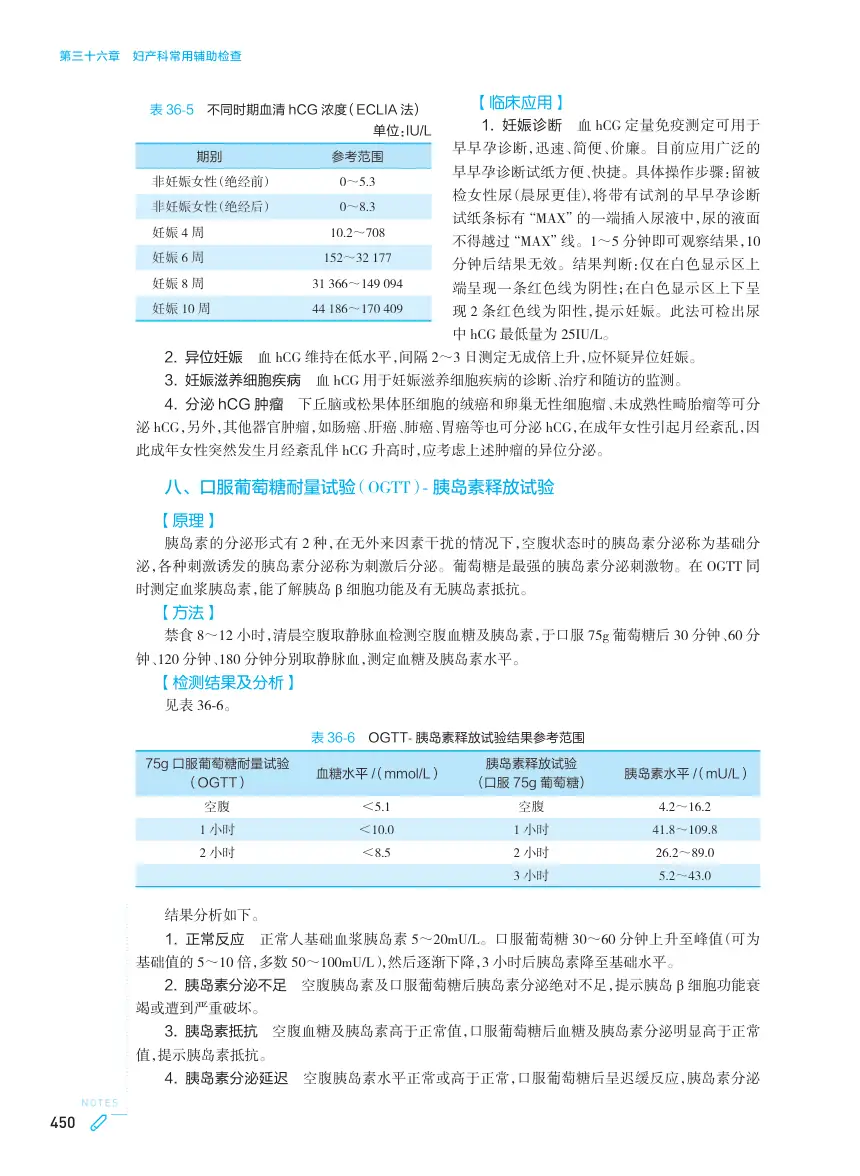 第三十六章 妇产科常用辅助检查
表 36-5 不同时期血清 hCG 浓度（ECLIA 法）
单位：IU/L
期别 参考范围
非妊娠女性（绝经前） 0～5.3
非妊娠女性（绝经后） 0～8.3
妊娠 4 周 10.2～708
妊娠 6 周 152～32 177
妊娠 8 周 31 366～149 094
妊娠 10 周 44 186～170 409
【临床应用】
1. 妊娠诊断 血 hCG 定量免疫测定可用于
早早孕诊断，迅速、简便、价廉。目前应用广泛的
早早孕诊断试纸方便、快捷。具体操作步骤：留被
检女性尿（晨尿更佳），将带有试剂的早早孕诊断
试纸条标有 “MAX” 的一端插入尿液中，尿的液面
不得越过 “MAX” 线。1～5 分钟即可观察结果，10
分钟后结果无效。结果判断：仅在白色显示区上
端呈现一条红色线为阴性；在白色显示区上下呈
现 2 条红色线为阳性，提示妊娠。此法可检出尿
中 hCG 最低量为 25IU/L。
2. 异位妊娠 血 hCG 维持在低水平，间隔 2～3 日测定无成倍上升，应怀疑异位妊娠。
3. 妊娠滋养细胞疾病 血 hCG 用于妊娠滋养细胞疾病的诊断、治疗和随访的监测。
4. 分泌 hCG 肿瘤 下丘脑或松果体胚细胞的绒癌和卵巢无性细胞瘤、未成熟性畸胎瘤等可分
泌 hCG，另外，其他器官肿瘤，如肠癌、肝癌、肺癌、胃癌等也可分泌 hCG，在成年女性引起月经紊乱，因
此成年女性突然发生月经紊乱伴 hCG 升高时，应考虑上述肿瘤的异位分泌。
八、口服葡萄糖耐量试验（OGTT）- 胰岛素释放试验
【原理】
胰岛素的分泌形式有 2 种，在无外来因素干扰的情况下，空腹状态时的胰岛素分泌称为基础分
泌，各种刺激诱发的胰岛素分泌称为刺激后分泌。葡萄糖是最强的胰岛素分泌刺激物。在 OGTT 同
时测定血浆胰岛素，能了解胰岛 β 细胞功能及有无胰岛素抵抗。
【方法】
禁食 8～12 小时，清晨空腹取静脉血检测空腹血糖及胰岛素，于口服 75g 葡萄糖后 30 分钟、60 分
钟、120 分钟、180 分钟分别取静脉血，测定血糖及胰岛素水平。
【检测结果及分析】
见表 36-6。
表 36-6 OGTT- 胰岛素释放试验结果参考范围
75g 口服葡萄糖耐量试验（OGTT） 血糖水平 /（mmol/L） 胰岛素释放试验（口服 75g 葡萄糖） 胰岛素水平 /（mU/L）
空腹 ＜5.1 空腹 4.2～16.2
1 小时 ＜10.0 1 小时 41.8～109.8
2 小时 ＜8.5 2 小时 26.2～89.0
3 小时 5.2～43.0
结果分析如下。
1. 正常反应 正常人基础血浆胰岛素 5～20mU/L。口服葡萄糖 30～60 分钟上升至峰值（可为
基础值的 5～10 倍，多数 50～100mU/L），然后逐渐下降，3 小时后胰岛素降至基础水平。
2. 胰岛素分泌不足 空腹胰岛素及口服葡萄糖后胰岛素分泌绝对不足，提示胰岛 β 细胞功能衰
竭或遭到严重破坏。
3. 胰岛素抵抗 空腹血糖及胰岛素高于正常值，口服葡萄糖后血糖及胰岛素分泌明显高于正常
值，提示胰岛素抵抗。
4. 胰岛素分泌延迟 空腹胰岛素水平正常或高于正常，口服葡萄糖后呈迟缓反应，胰岛素分泌
NOTES
450